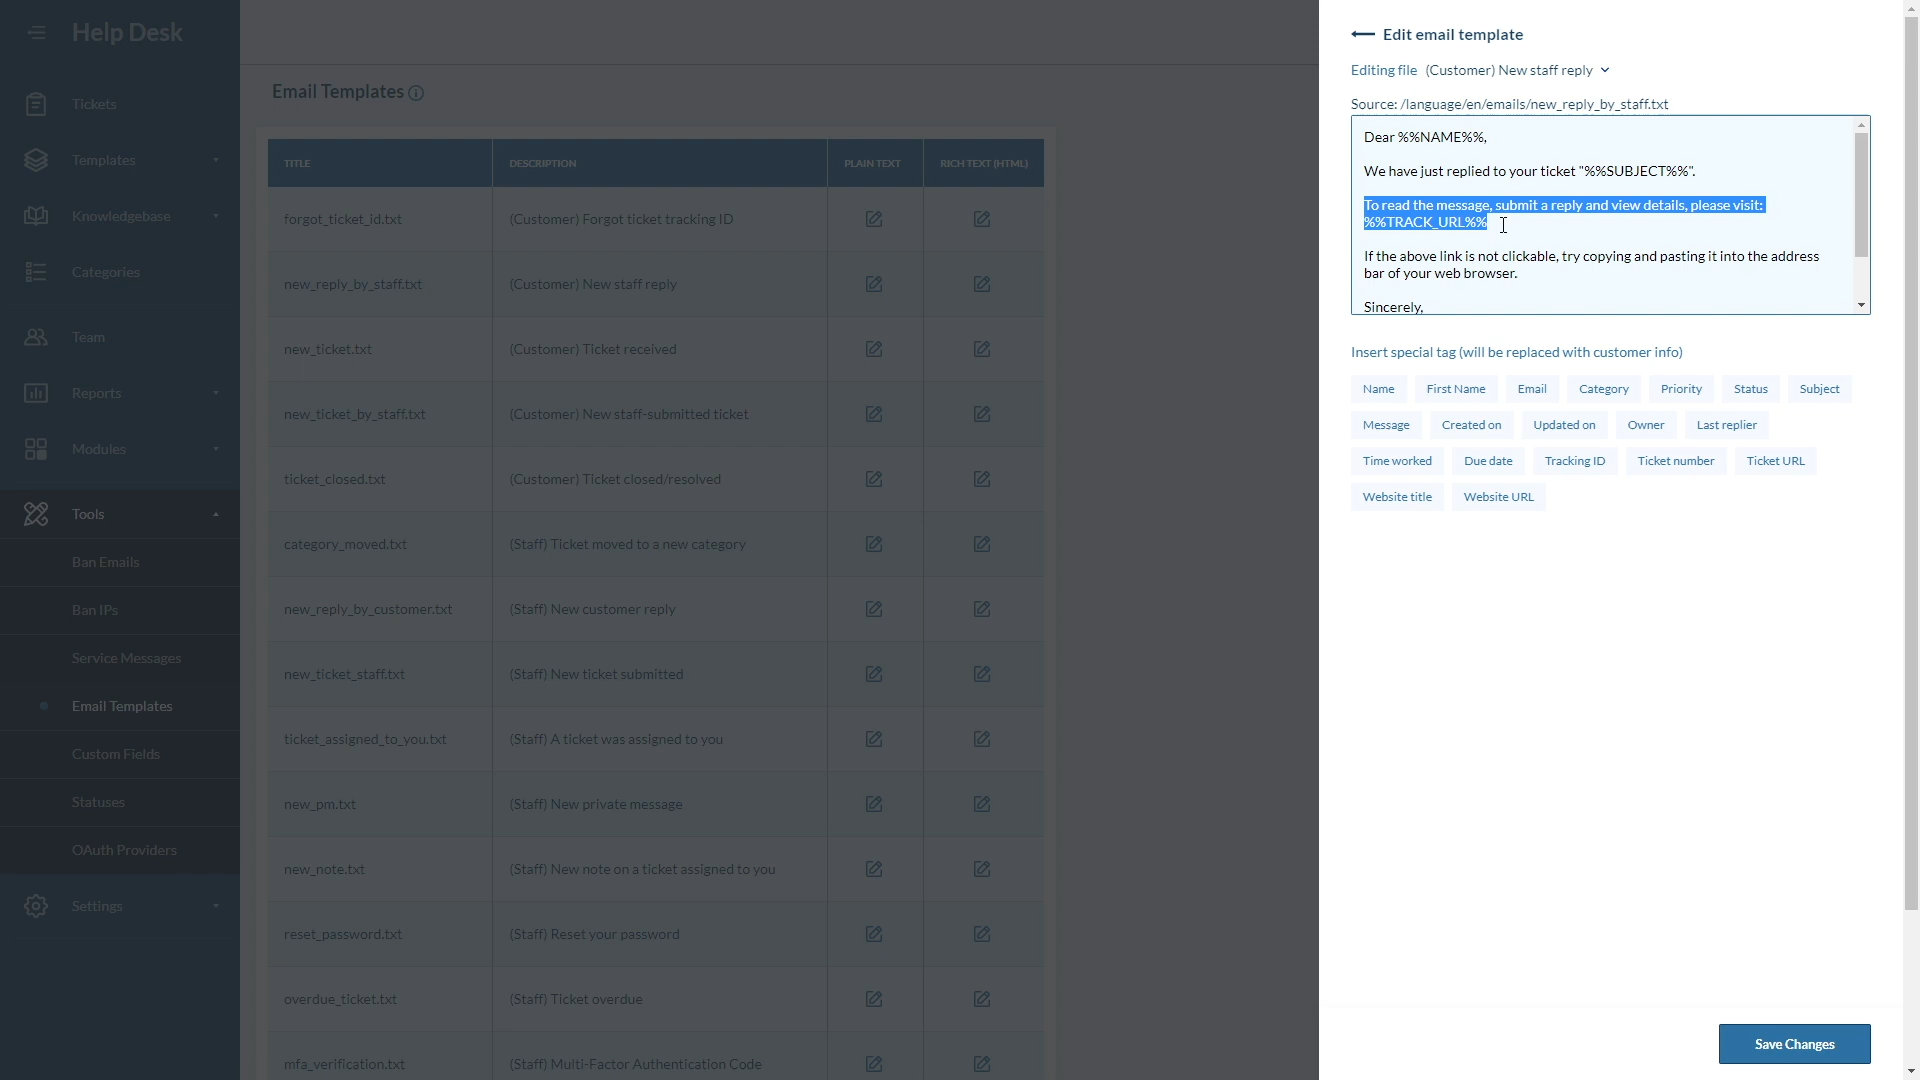 Help Desk
Tickets
Templates
Knowledgebase
Categories
Team
Reports
Modules
Tools
Ban Emails
Ban IPs
Service Messages
Email Templates
Custom Fields
Statuses
OAuth Providers
Settings
Email Templates
TITLE DESCRIPTION PLAIN TEXT RICH TEXT (HTML)
forgot_ticket_id.txt (Customer) Forgot ticket tracking ID
new_reply_by_staff.txt (Customer) New staff reply
new_ticket.txt (Customer) Ticket received
new_ticket_by_staff.txt (Customer) New staff-submitted ticket
ticket_closed.txt (Customer) Ticket closed/resolved
category_moved.txt (Staff) Ticket moved to a new category
new_reply_by_customer.txt (Staff) New customer reply
new_ticket_staff.txt (Staff) New ticket submitted
ticket_assigned_to_you.txt (Staff) A ticket was assigned to you
new_pm.txt (Staff) New private message
new_note.txt (Staff) New note on a ticket assigned to you
reset_password.txt (Staff) Reset your password
overdue_ticket.txt (Staff) Ticket overdue
mfa_verification.txt (Staff) Multi-Factor Authentication Code
Edit email template
Editing file (Customer) New staff reply
Source: /language/en/emails/new_reply_by_staff.txt
Dear %%NAME%%,
We have just replied to your ticket "%%SUBJECT%%".
To read the message, submit a reply and view details, please visit:
%%TRACK_URL%%
If the above link is not clickable, try copying and pasting it into the address
bar of your web browser.
Sincerely,
Insert special tag (will be replaced with customer info)
Name First Name Email Category Priority Status Subject
Message Created on Updated on Owner Last replier
Time worked Due date Tracking ID Ticket number Ticket URL
Website title Website URL
Save Changes